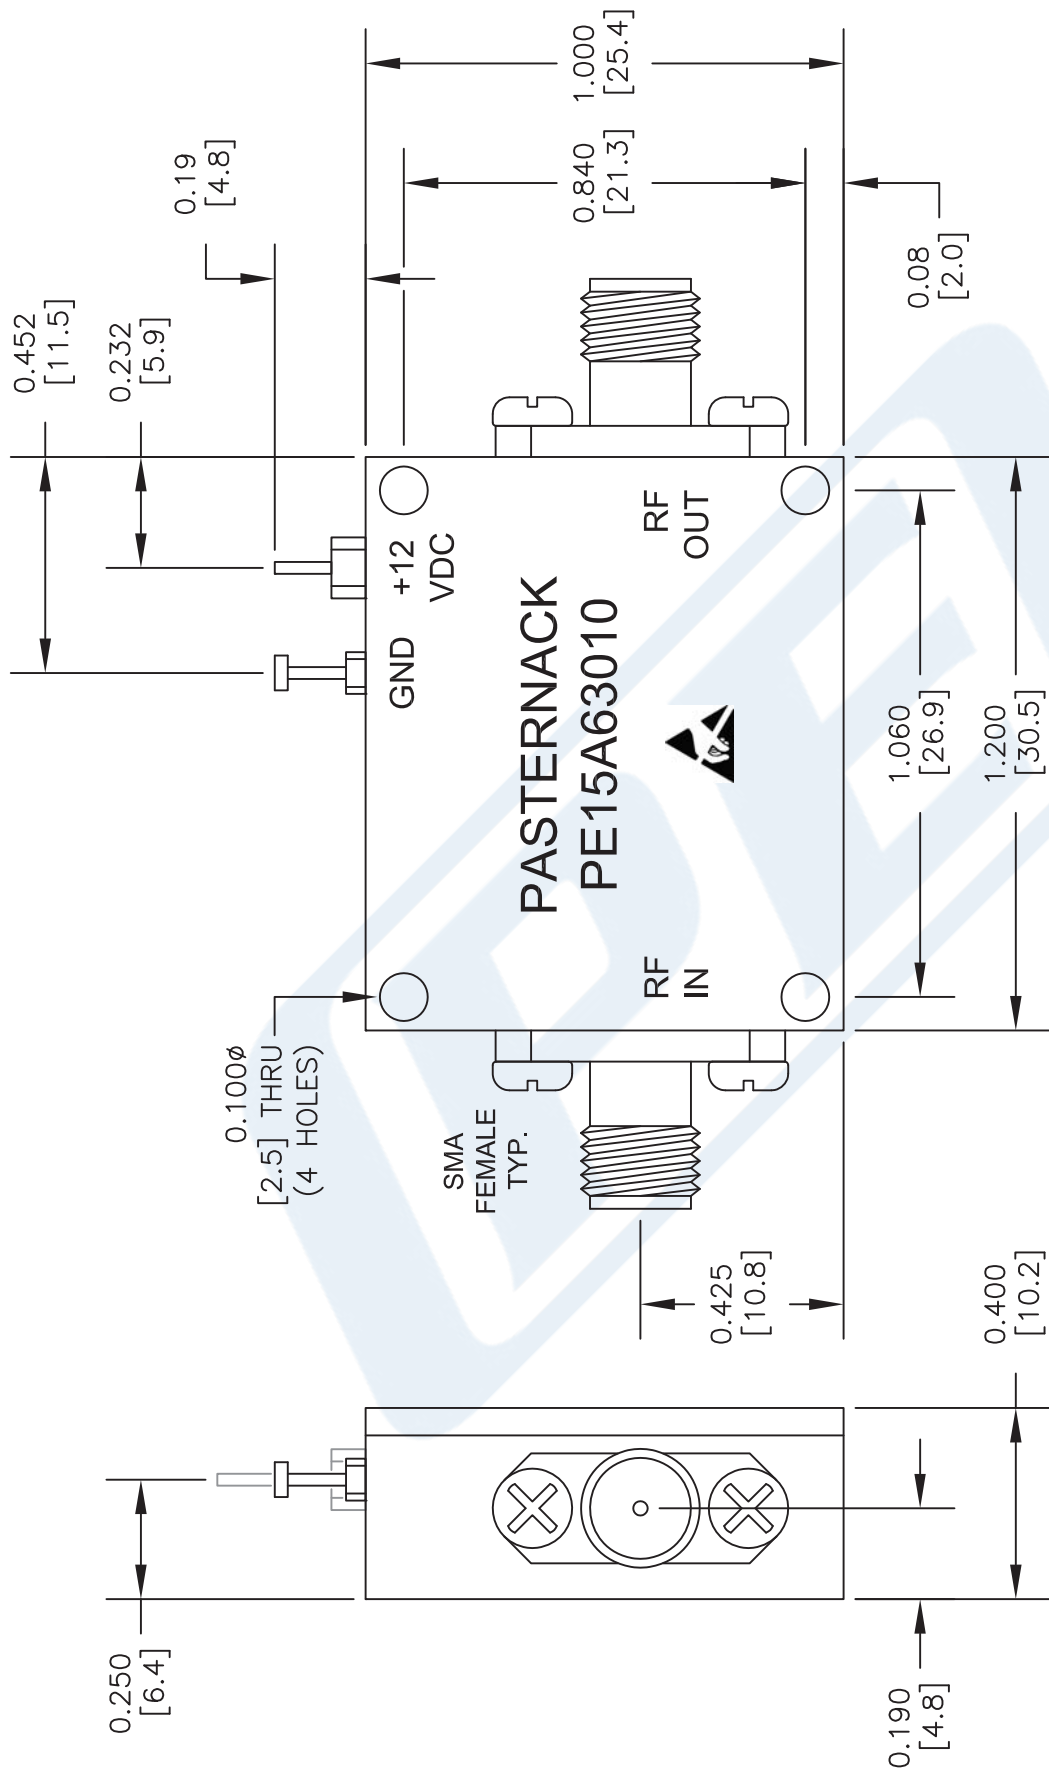 0.250
[6.4]
0.100ø
[2.5] THRU
(4 HOLES)
0.452
[11.5]
0.232
[5.9]
0.19
[4.8]
SMA
FEMALE
TYP.
GND
+12
VDC
PASTERNACK
PE15A63010
RF
IN
RF
OUT
1.000
[25.4]
0.840
[21.3]
0.08
[2.0]
0.425
[10.8]
0.190
[4.8]
0.400
[10.2]
1.060
[26.9]
1.200
[30.5]
PE